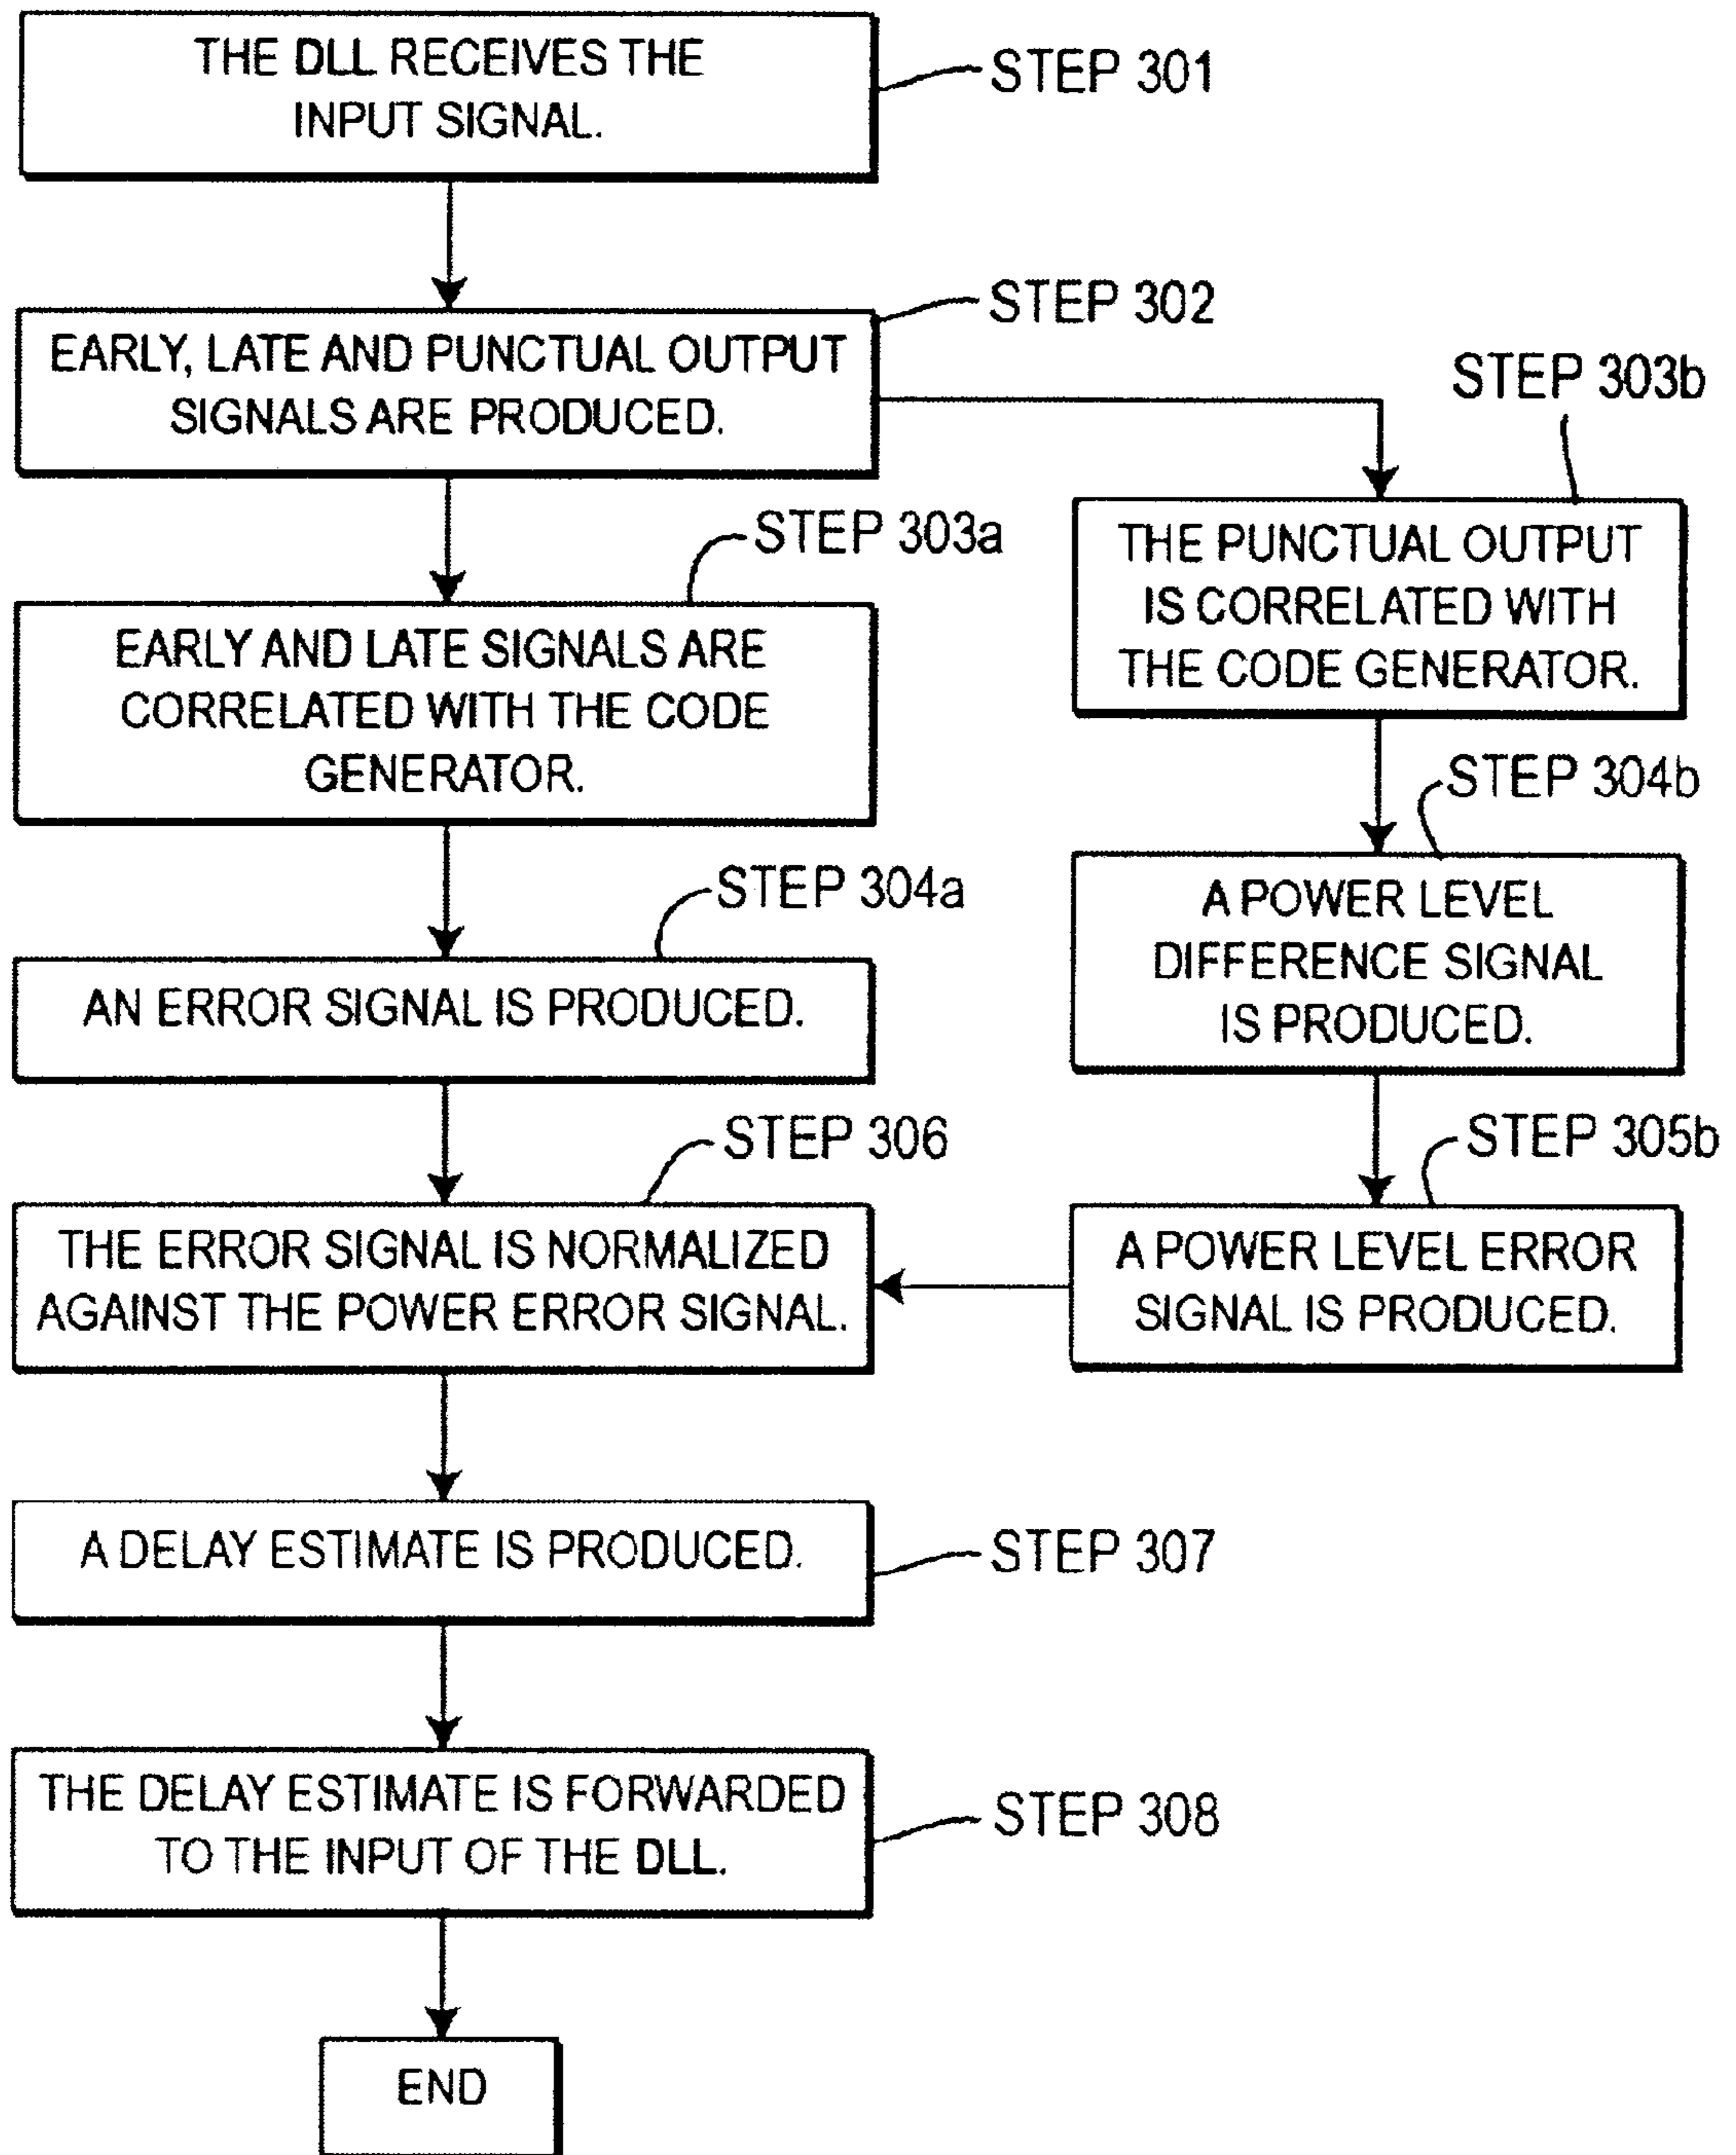 THE DLL RECEIVES THE
INPUT SIGNAL.
STEP 301
STEP 302
EARLY, LATE AND PUNCTUAL OUTPUT
SIGNALS ARE PRODUCED.
STEP 303b
THE PUNCTUAL OUTPUT
IS CORRELATED WITH
THE CODE GENERATOR.
STEP 303a
EARLY AND LATE SIGNALS ARE
CORRELATED WITH THE CODE
GENERATOR.
STEP 304b
A POWER LEVEL
DIFFERENCE SIGNAL
IS PRODUCED.
STEP 304a
AN ERROR SIGNAL IS PRODUCED.
STEP 305b
A POWER LEVEL ERROR
SIGNAL IS PRODUCED.
STEP 306
THE ERROR SIGNAL IS NORMALIZED
AGAINST THE POWER ERROR SIGNAL.
A DELAY ESTIMATE IS PRODUCED.
STEP 307
THE DELAY ESTIMATE IS FORWARDED
TO THE INPUT OF THE DLL.
STEP 308
END